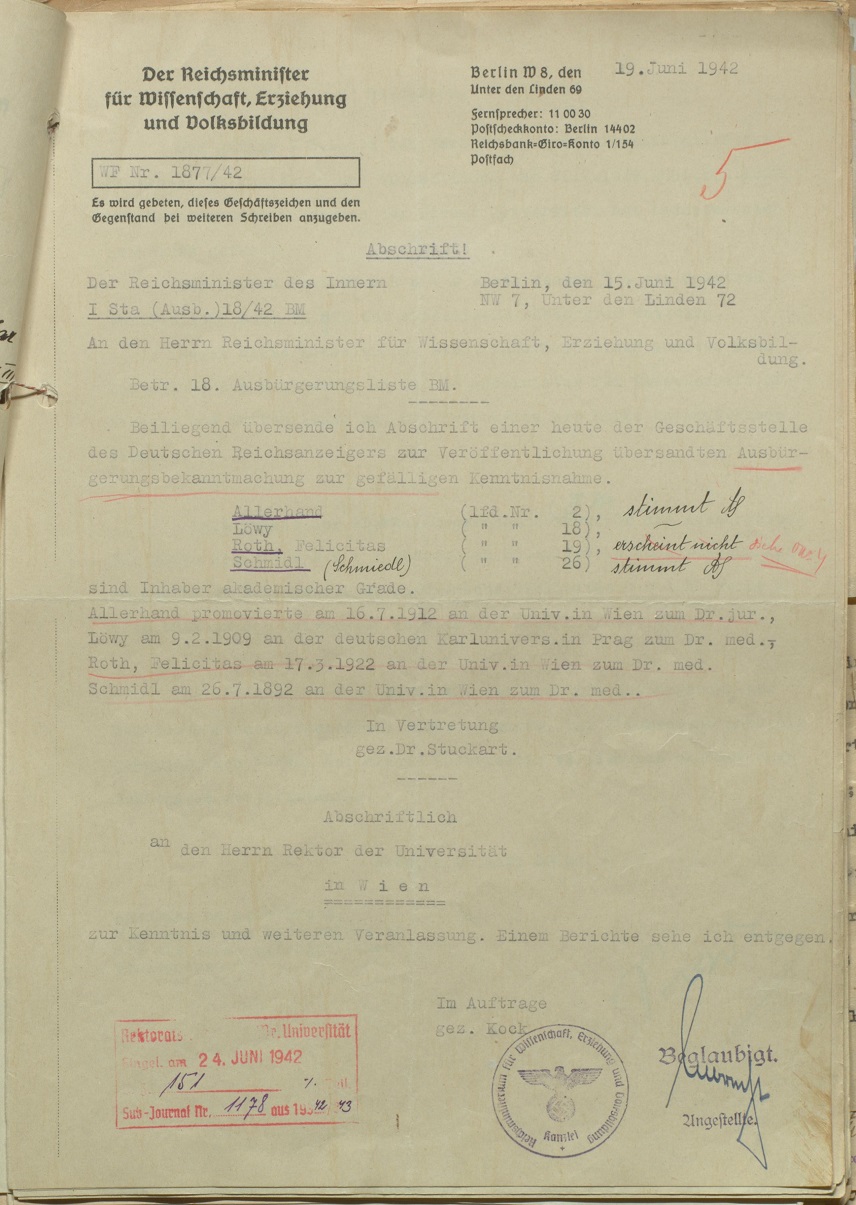 Der Reichsminister
für Wissenschaft, Erziehung
und Volksbildung
Berlin W 8, den 19.Juni 1942
Unter den Linden 69
Fernsprecher: 11 00 30
Postscheckkonto: Berlin 14402
Reichsbank=Giro=Konto 1/154
Postfach
5
WF Nr. 1877/42
Es wird gebeten, dieses Geschäftszeichen und den
Gegenstand bei weiteren Schreiben anzugeben.
Abschrift!
Der Reichsminister des Innern
I Sta (Ausb.)18/42 BM
Berlin, den 15.Juni 1942
NW 7, Unter den Linden 72
An den Herrn Reichsminister für Wissenschaft, Erziehung und Volksbil-
dung.
Betr. 18. Ausbürgerungsliste BM.
Beiliegend übersende ich Abschrift einer heute der Geschäftsstelle
des Deutschen Reichsanzeigers zur Veröffentlichung übersandten Ausbür-
gerungsbekanntmachung zur gefälligen Kenntnisnahme.
Allerhand (lfd.Nr. 2), stimmt
Löwy ( " " 18),
Roth, Felicitas ( " " 19), erscheint nicht siehe
Schmidl (Schmiedl) ( " " 26) stimmt
sind Inhaber akademischer Grade.
Allerhand promovierte am 16.7.1912 an der Univ.in Wien zum Dr.jur.,
Löwy am 9.2.1909 an der deutschen Karlunivers.in Prag zum Dr. med.,
Roth, Felicitas am 17.3.1922 an der Univ.in Wien zum Dr. med.
Schmidl am 26.7.1892 an der Univ.in Wien zum Dr. med..
In Vertretung
gez.Dr.Stuckart.
Abschriftlich
an den Herrn Rektor der Universität
in Wien
zur Kenntnis und weiteren Veranlassung. Einem Berichte sehe ich entgegen.
Im Auftrage
gez. Kock
Rektorat Universität
Eingel. am 24. JUNI 1942
151
Sub-Journal Nr. 1178 aus 1942/43
Reichsministerium für Wissenschaft, Erziehung und Volksbildung
Kanzlei
Beglaubigt.
Angestellte.